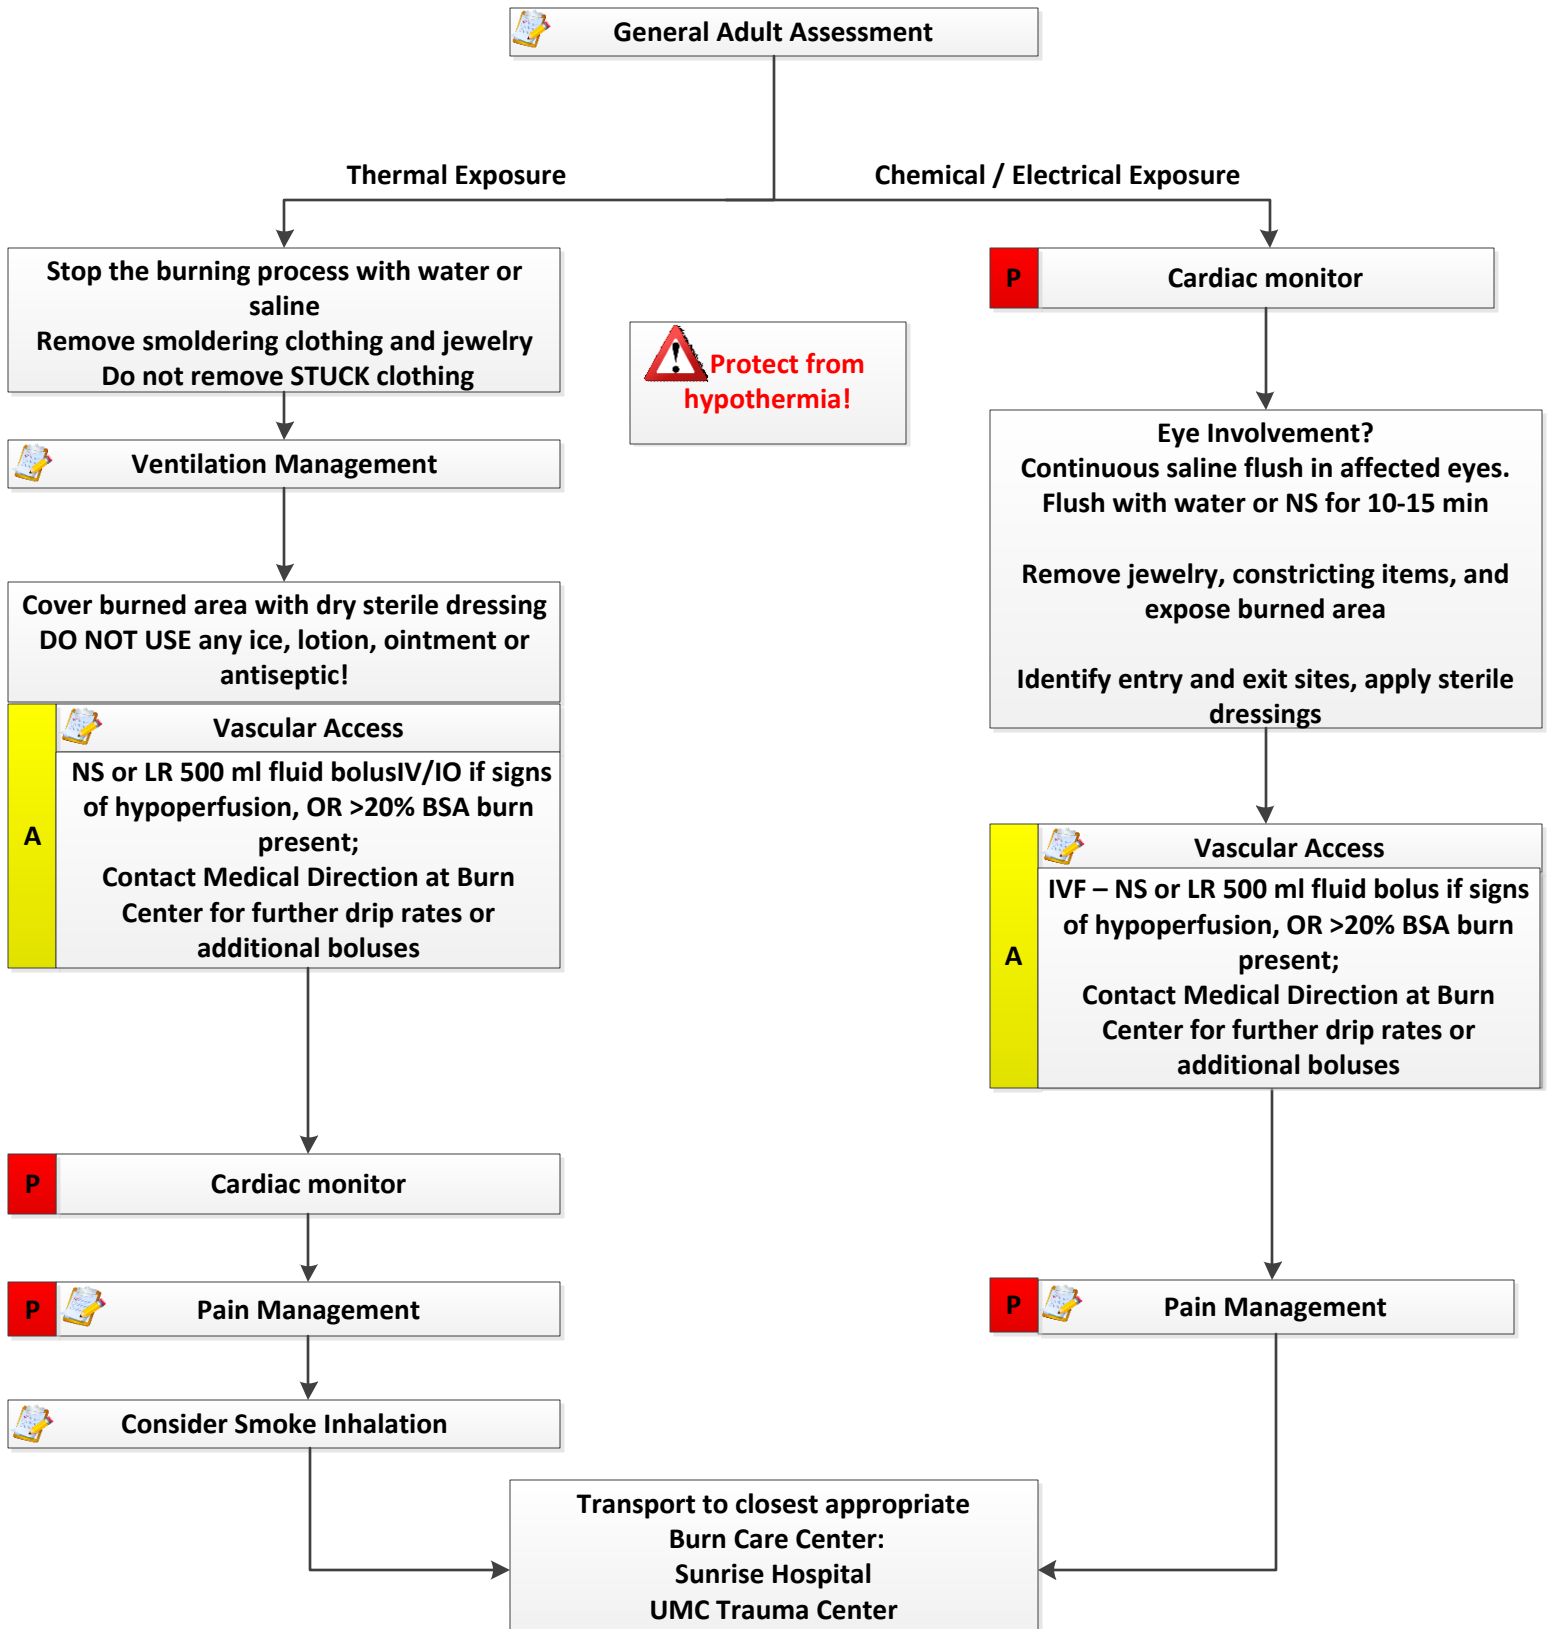 General Adult Assessment
Thermal Exposure
Chemical / Electrical Exposure
Stop the burning process with water or
saline
Remove smoldering clothing and jewelry
Do not remove STUCK clothing
Ventilation Management
Cover burned area with dry sterile dressing
DO NOT USE any ice, lotion, ointment or
antiseptic!
A
Vascular Access
NS or LR 500 ml fluid bolusIV/IO if signs
of hypoperfusion, OR >20% BSA burn
present;
Contact Medical Direction at Burn
Center for further drip rates or
additional boluses
P
Cardiac monitor
P
Pain Management
Consider Smoke Inhalation
Protect from
hypothermia!
P
Cardiac monitor
Eye Involvement?
Continuous saline flush in affected eyes.
Flush with water or NS for 10-15 min
Remove jewelry, constricting items, and
expose burned area
Identify entry and exit sites, apply sterile
dressings
A
Vascular Access
IVF – NS or LR 500 ml fluid bolus if signs
of hypoperfusion, OR >20% BSA burn
present;
Contact Medical Direction at Burn
Center for further drip rates or
additional boluses
P
Pain Management
Transport to closest appropriate
Burn Care Center:
Sunrise Hospital
UMC Trauma Center